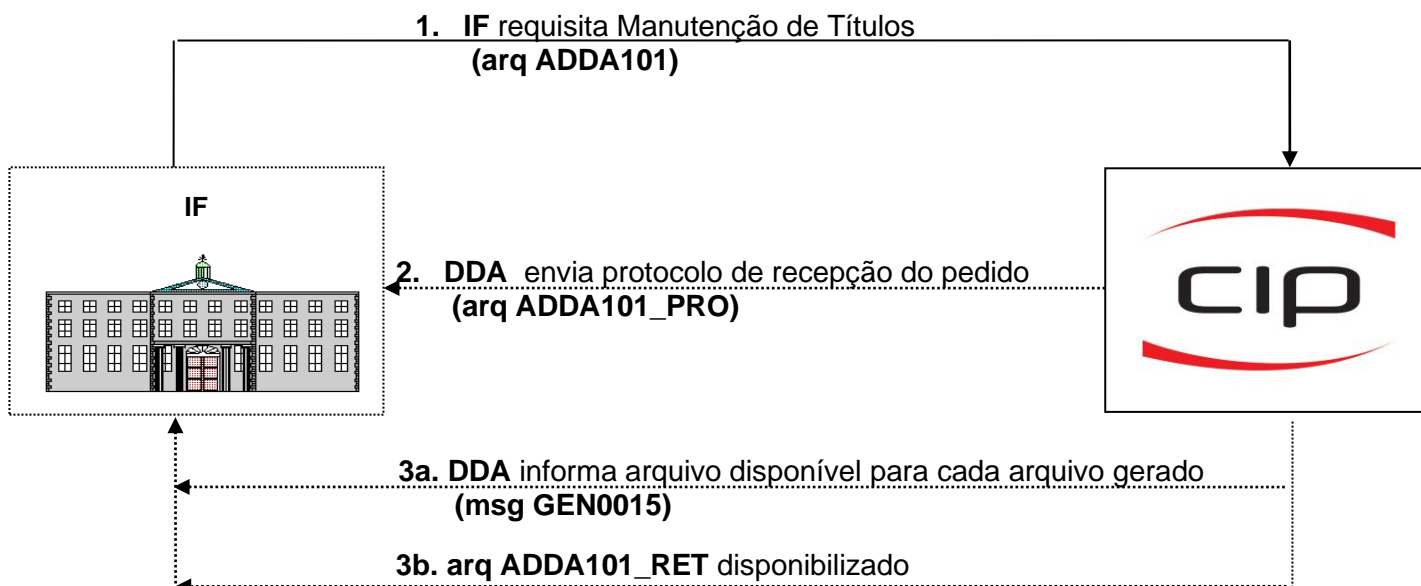 1. IF requisita Manutenção de Títulos
(arq ADDA101)
IF
2. DDA envia protocolo de recepção do pedido
(arq ADDA101_PRO)
cip
3a. DDA informa arquivo disponível para cada arquivo gerado
(msg GEN0015)
3b. arq ADDA101_RET disponibilizado